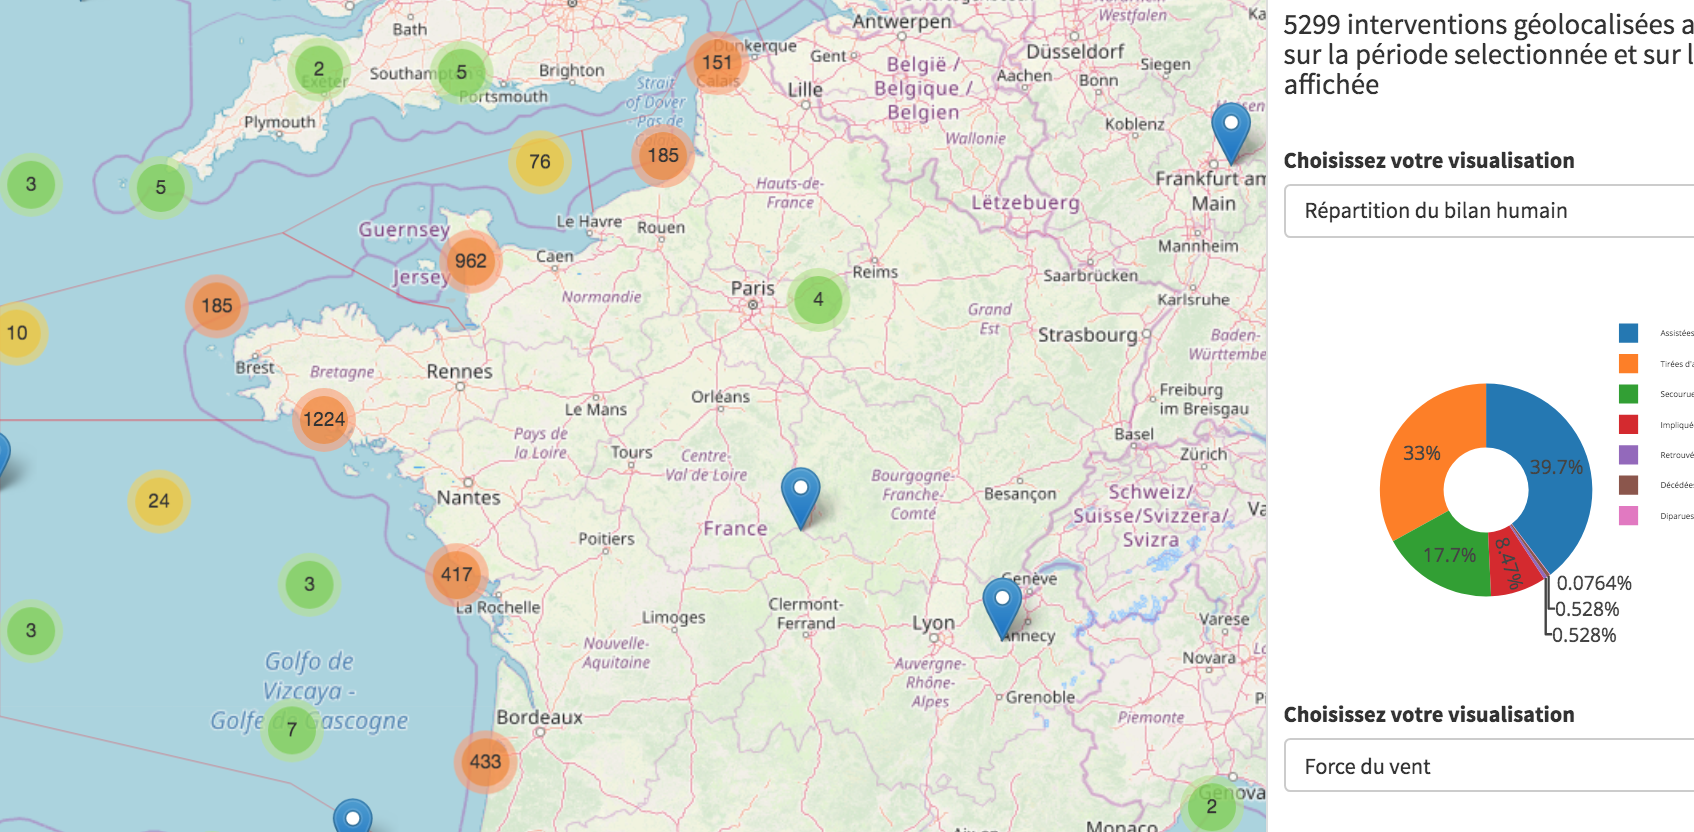 Antwerpen
Westfalen
Bath
Dunkerque
Düsseldorf
Gent
België /
Belgique /
Belgien
Siegen
151
Calais
Aachen
Bonn
2
Exeter
Southampton
5
Portsmouth
Brighton
Strait
of Dover
- Pas de
Lille
Koblenz
Plymouth
Wallonie
76
185
3
5
Hauts-de-
France
Lëtzebuerg
Frankfurt am
Main
Le Havre
Rouen
Guernsey
Mannheim
962
Caen
Jersey
Reims
Saarbrücken
185
Paris
4
Normandie
Karlsruhe
Grand
Est
10
Strasbourg
Baden-
Württembe
Brest
Bretagne
Rennes
Freiburg
im Breisgau
Orléans
Le Mans
1224
Pays de
la Loire
Basel
Tours
Centre-
Val de Loire
Zürich
Bourgogne-
Franche-
Comté
Besançon
24
Nantes
Schweiz/
Suisse/Svizzera/
Svizra
France
Poitiers
417
3
Genève
La Rochelle
Limoges
Clermont-
Ferrand
Lyon
Annecy
Varese
3
Nouvelle-
Aquitaine
Golfo de
Vizcaya -
Golfe de Gascogne
Auvergne-
Rhône-
Alpes
Novara
Grenoble
7
Bordeaux
Piemonte
433
Genova
2
Monaco
5299 interventions géolocalisées a
sur la période selectionnée et sur l
affichée
Choisissez votre visualisation
Répartition du bilan humain
Assistées
Tirées d'a
Secourue
Impliqué
Retrouvé
Décédée
Diparues
33%
39.7%
17.7%
8.47%
0.0764%
0.528%
0.528%
Choisissez votre visualisation
Force du vent